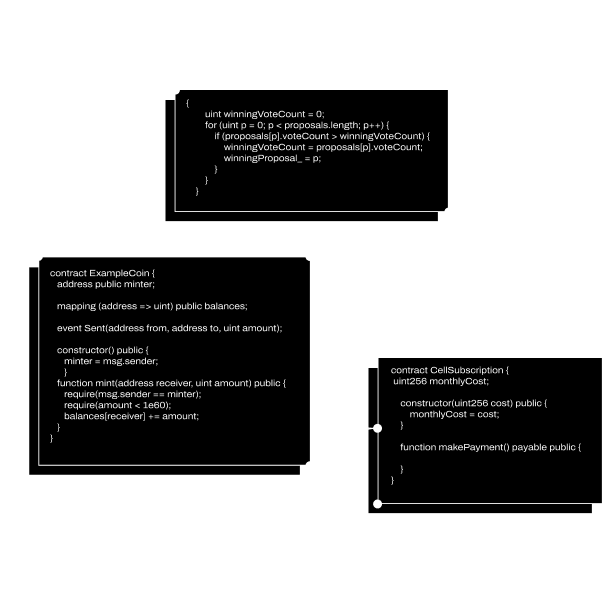 {
uint winningVoteCount = 0;
for (uint p = 0; p < proposals.length; p++) {
if (proposals[p].voteCount > winningVoteCount) {
winningVoteCount = proposals[p].voteCount;
winningProposal_ = p;
}
}
}
contract ExampleCoin {
address public minter;
mapping (address => uint) public balances;
event Sent(address from, address to, uint amount);
constructor() public {
minter = msg.sender;
}
function mint(address receiver, uint amount) public {
require(msg.sender == minter);
require(amount < 1e60);
balances[receiver] += amount;
}
}
contract CellSubscription {
uint256 monthlyCost;
constructor(uint256 cost) public {
monthlyCost = cost;
}
function makePayment() payable public {
}
}